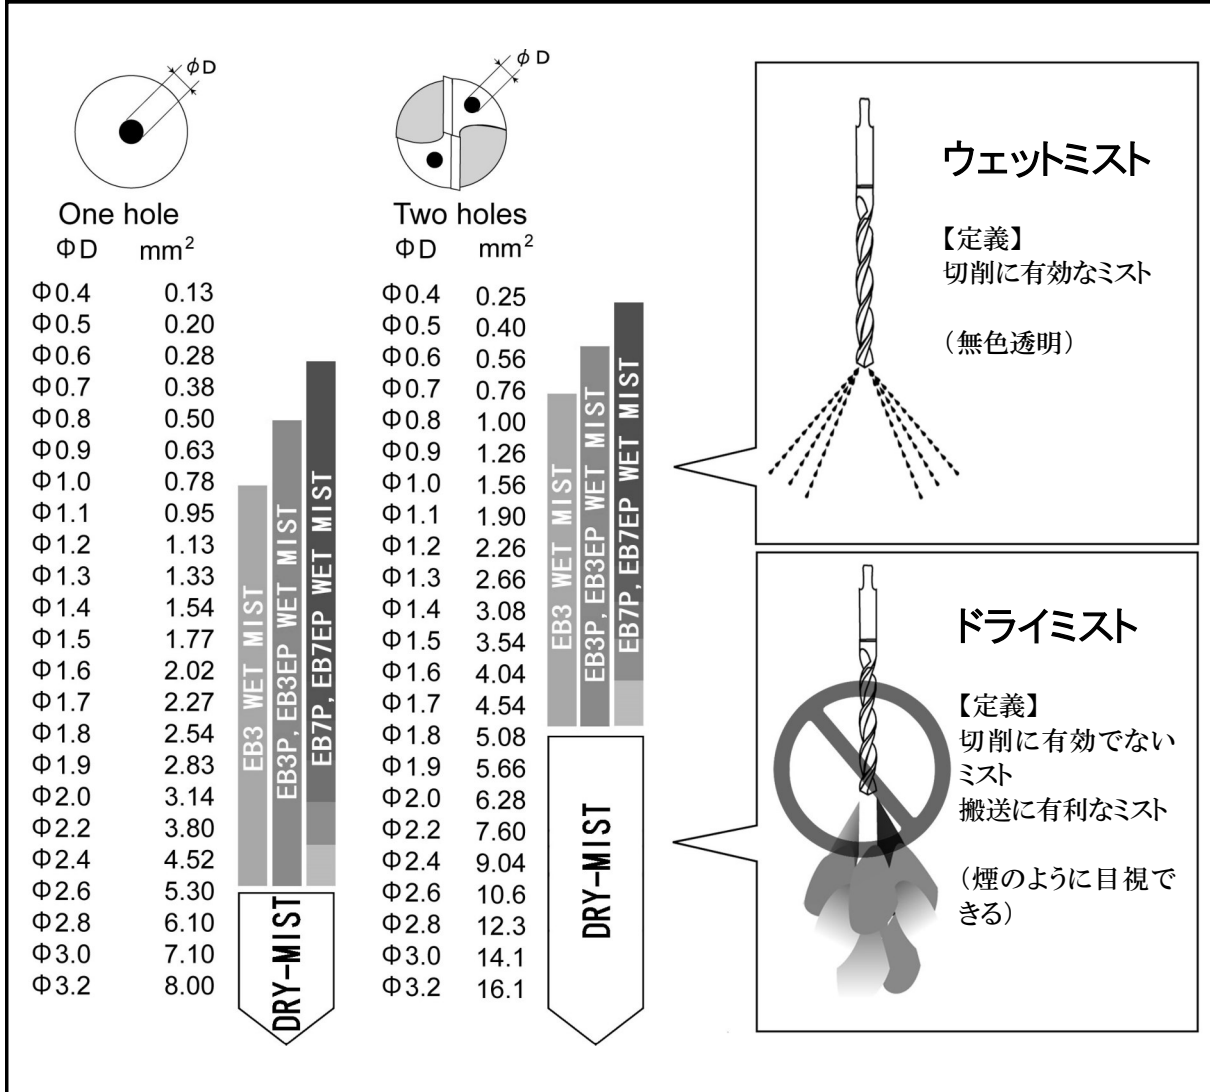 φD
One hole
ΦD mm²
Φ0.4 0.13
Φ0.5 0.20
Φ0.6 0.28
Φ0.7 0.38
Φ0.8 0.50
Φ0.9 0.63
Φ1.0 0.78
Φ1.1 0.95
Φ1.2 1.13
Φ1.3 1.33
Φ1.4 1.54
Φ1.5 1.77
Φ1.6 2.02
Φ1.7 2.27
Φ1.8 2.54
Φ1.9 2.83
Φ2.0 3.14
Φ2.2 3.80
Φ2.4 4.52
Φ2.6 5.30
Φ2.8 6.10
Φ3.0 7.10
Φ3.2 8.00
EB3 WET MIST
EB3P, EB3EP WET MIST
EB7P, EB7EP WET MIST
DRY-MIST
φD
Two holes
ΦD mm²
Φ0.4 0.25
Φ0.5 0.40
Φ0.6 0.56
Φ0.7 0.76
Φ0.8 1.00
Φ0.9 1.26
Φ1.0 1.56
Φ1.1 1.90
Φ1.2 2.26
Φ1.3 2.66
Φ1.4 3.08
Φ1.5 3.54
Φ1.6 4.04
Φ1.7 4.54
Φ1.8 5.08
Φ1.9 5.66
Φ2.0 6.28
Φ2.2 7.60
Φ2.4 9.04
Φ2.6 10.6
Φ2.8 12.3
Φ3.0 14.1
Φ3.2 16.1
EB3 WET MIST
EB3P, EB3EP WET MIST
EB7P, EB7EP WET MIST
DRY-MIST
ウェットミスト
【定義】
切削に有効なミスト
（無色透明）
ドライミスト
【定義】
切削に有効でない
ミスト
搬送に有利なミスト
（煙のように目視で
きる）